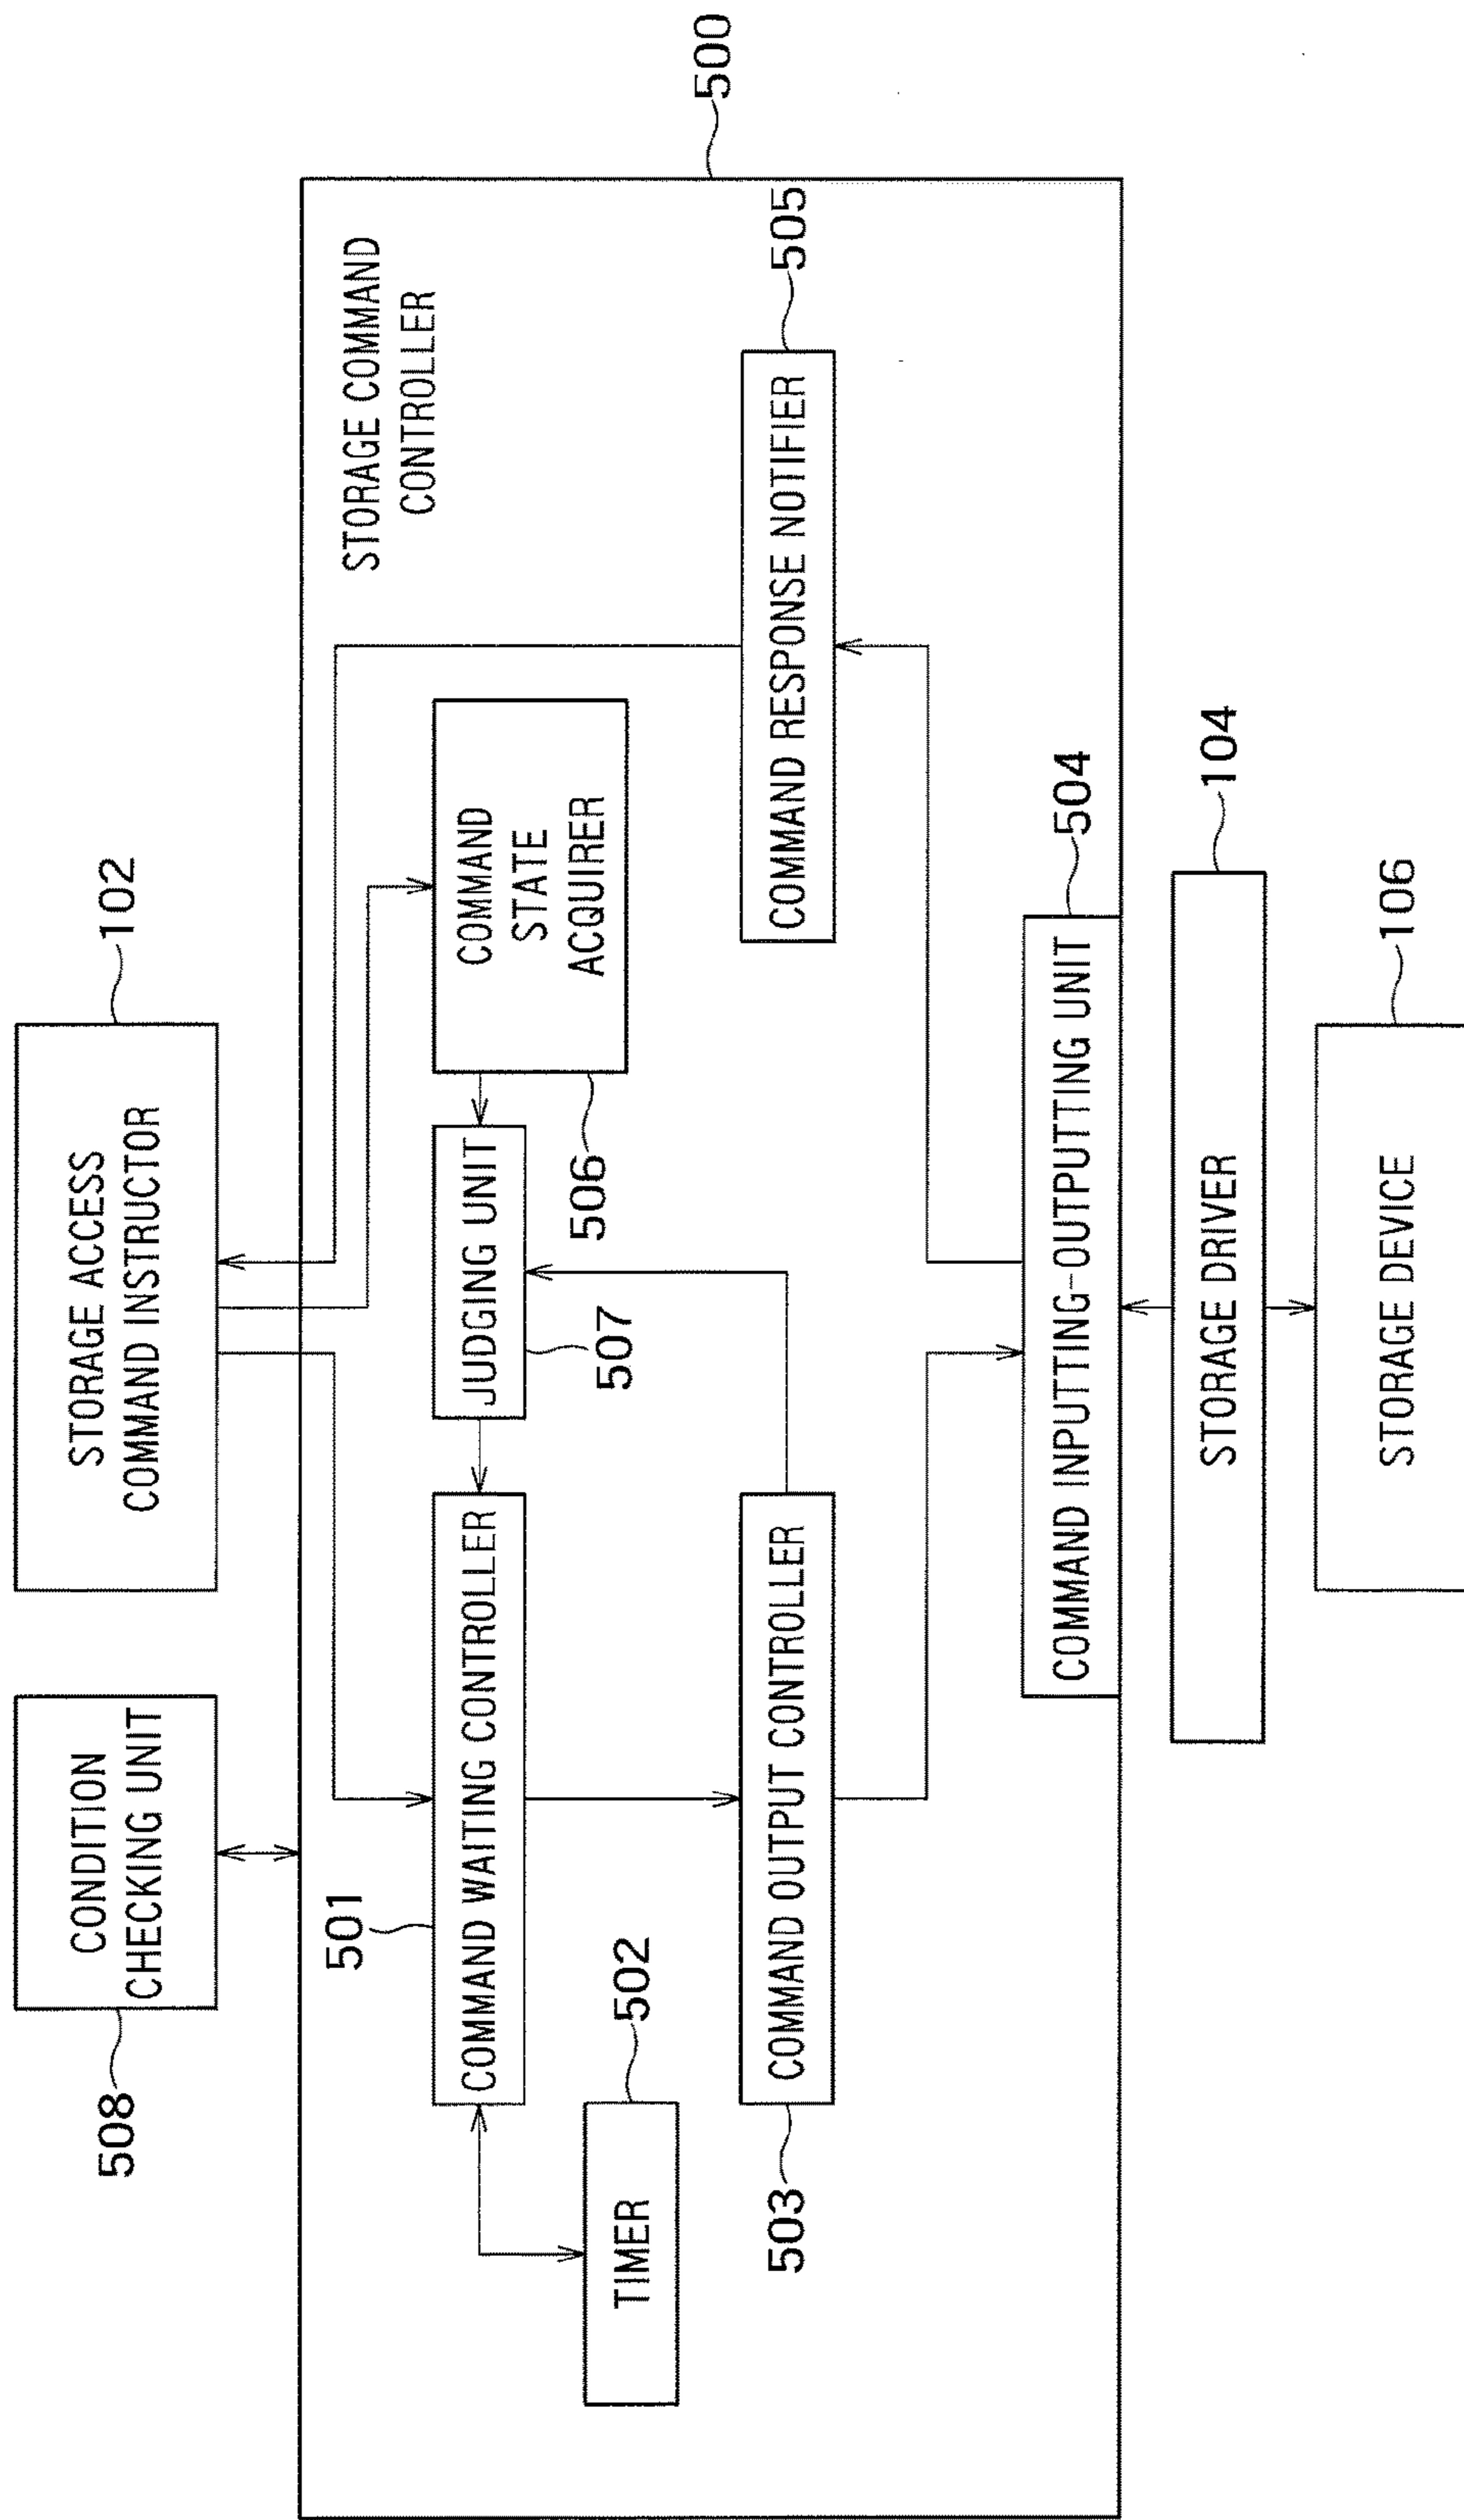 508
CONDITION
CHECKING UNIT
102
STORAGE ACCESS
COMMAND INSTRUCTOR
500
STORAGE COMMAND
CONTROLLER
501
COMMAND WAITING CONTROLLER
507
JUDGING UNIT
506
COMMAND
STATE
ACQUIRER
502
TIMER
503
COMMAND OUTPUT CONTROLLER
505
COMMAND RESPONSE NOTIFIER
504
COMMAND INPUTTING-OUTPUTTING UNIT
104
STORAGE DRIVER
106
STORAGE DEVICE